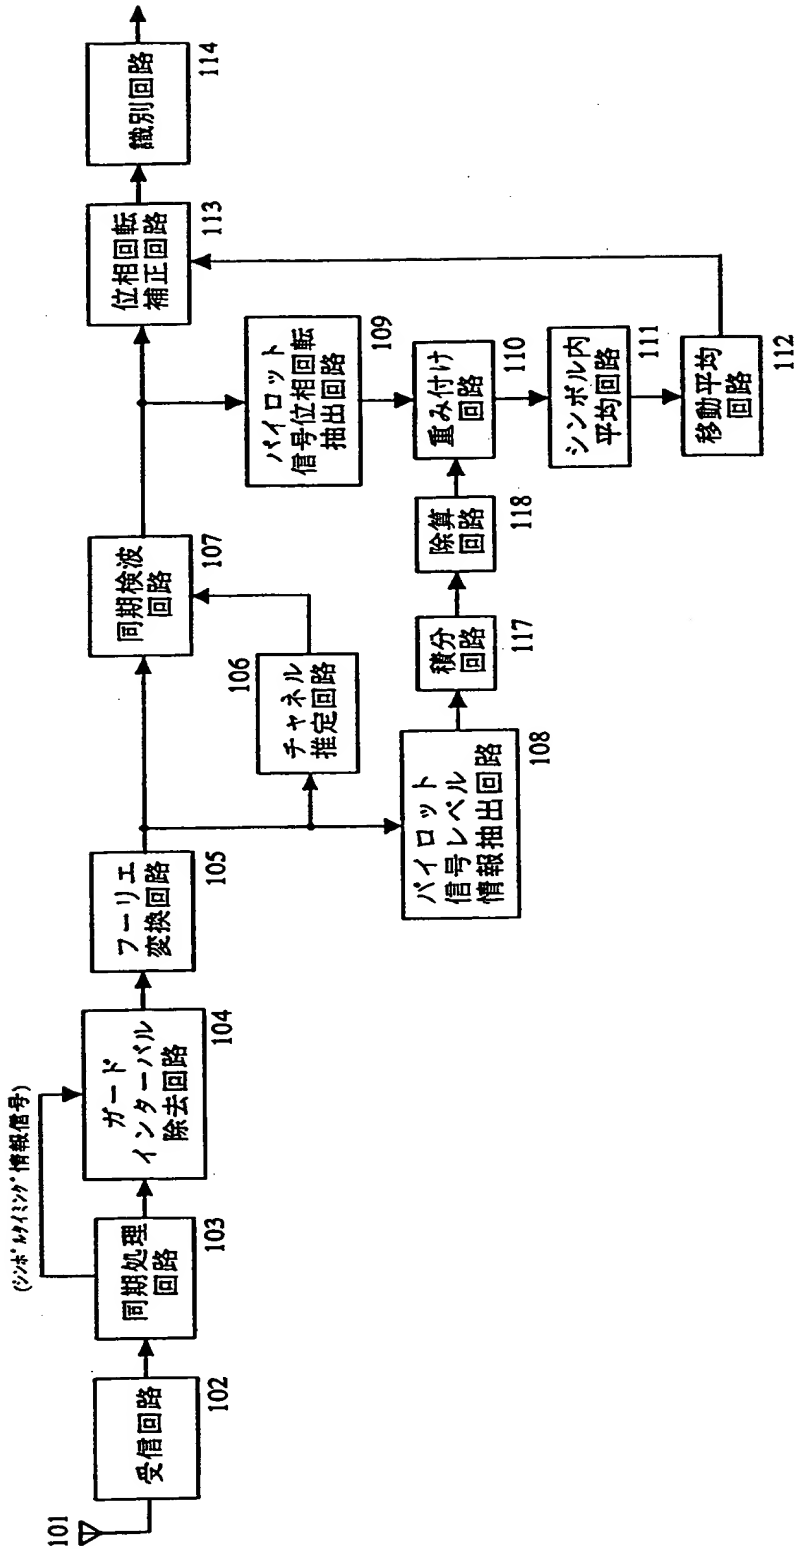 101
受信回路
102
(シンボルタイミング情報信号)
同期処理
回路
103
ガード
インターバル
除去回路
104
フーリエ
変換回路
105
チャネル
推定回路
106
同期検波
回路
107
パイロット
信号レベル
情報抽出回路
108
積分
回路
117
除算
回路
118
パイロット
信号位相回転
抽出回路
109
重み付け
回路
110
シンボル内
平均回路
111
移動平均
回路
112
位相回転
補正回路
113
識別回路
114